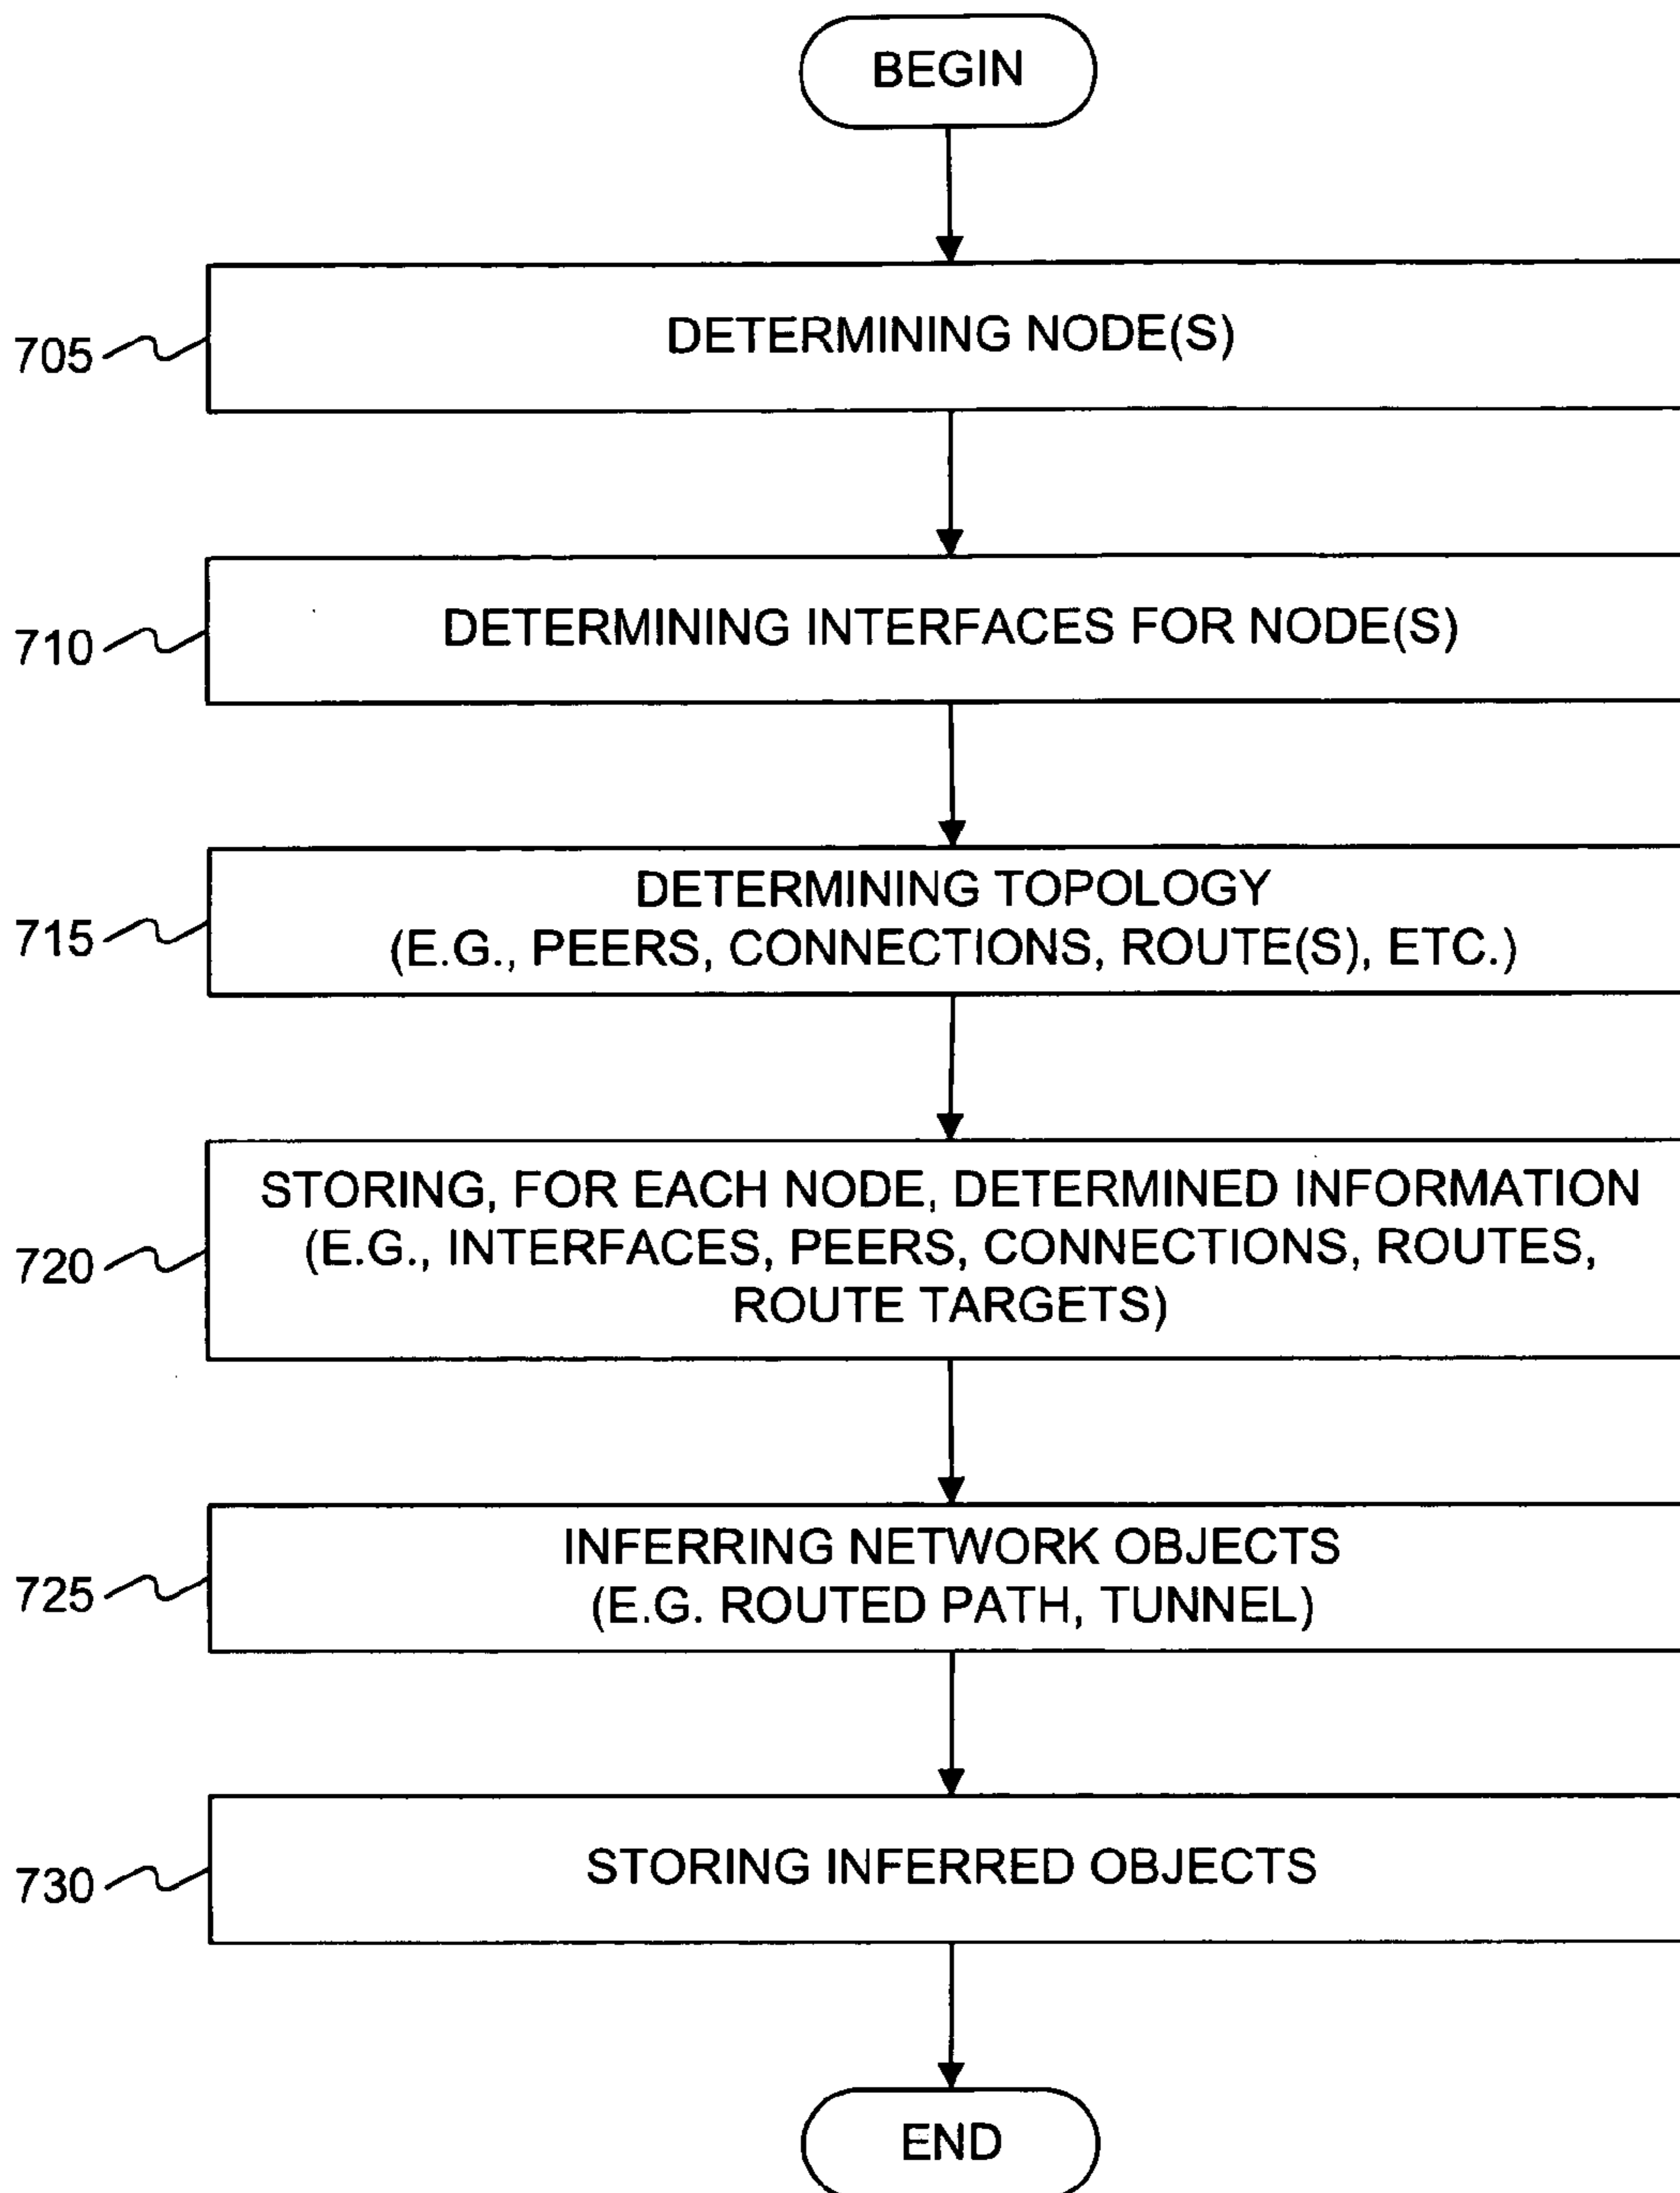 BEGIN
705
DETERMINING NODE(S)
710
DETERMINING INTERFACES FOR NODE(S)
715
DETERMINING TOPOLOGY
(E.G., PEERS, CONNECTIONS, ROUTE(S), ETC.)
720
STORING, FOR EACH NODE, DETERMINED INFORMATION
(E.G., INTERFACES, PEERS, CONNECTIONS, ROUTES,
ROUTE TARGETS)
725
INFERRING NETWORK OBJECTS
(E.G. ROUTED PATH, TUNNEL)
730
STORING INFERRED OBJECTS
END